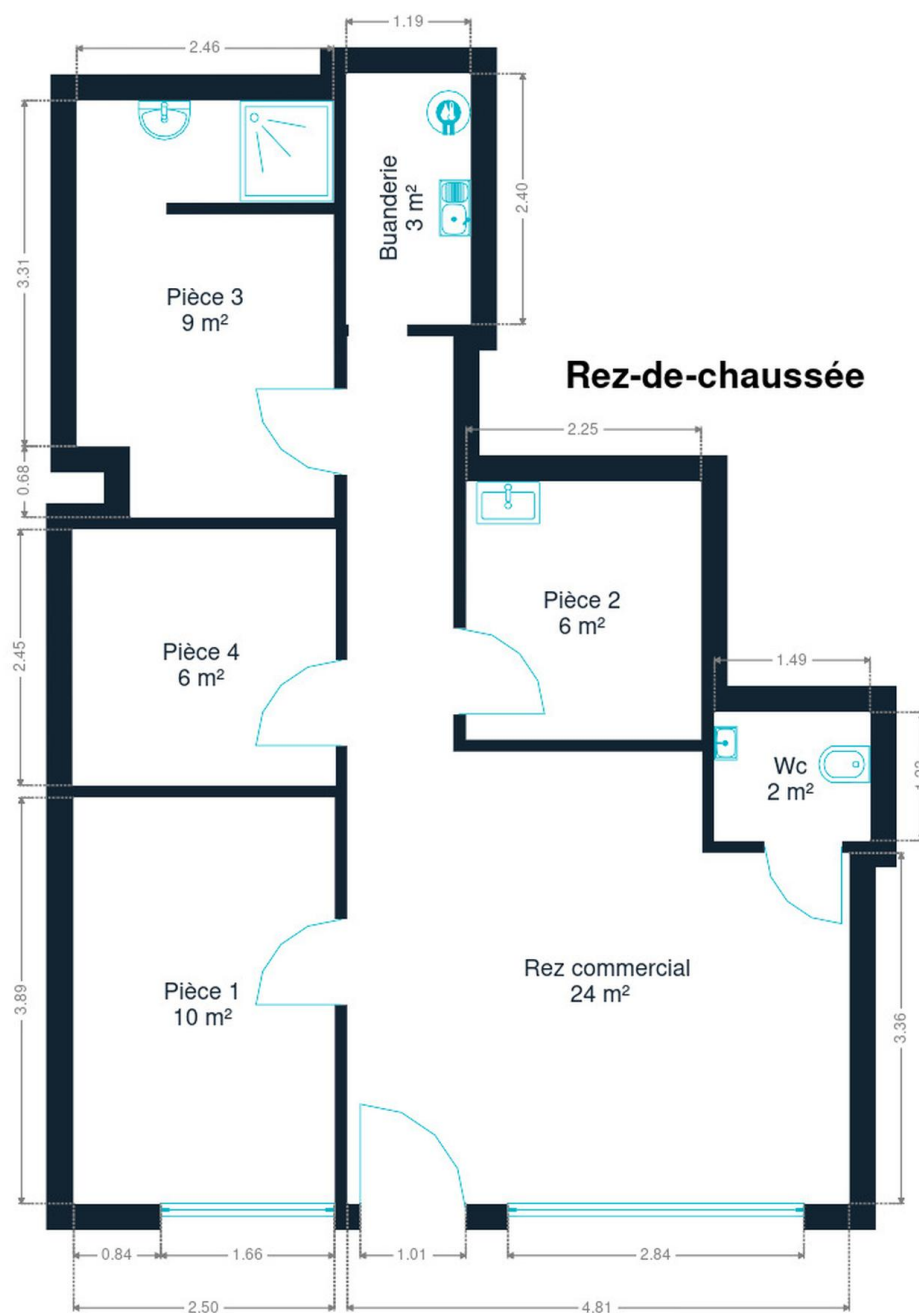 1.19
2.46
2.40
Buanderie
3 m²
3.31
Pièce 3
9 m²
Rez-de-chaussée
2.25
0.68
Pièce 2
6 m²
2.45
Pièce 4
6 m²
1.49
Wc
2 m²
3.89
Rez commercial
24 m²
Pièce 1
10 m²
3.36
0.84
1.66
1.01
2.84
2.50
4.81